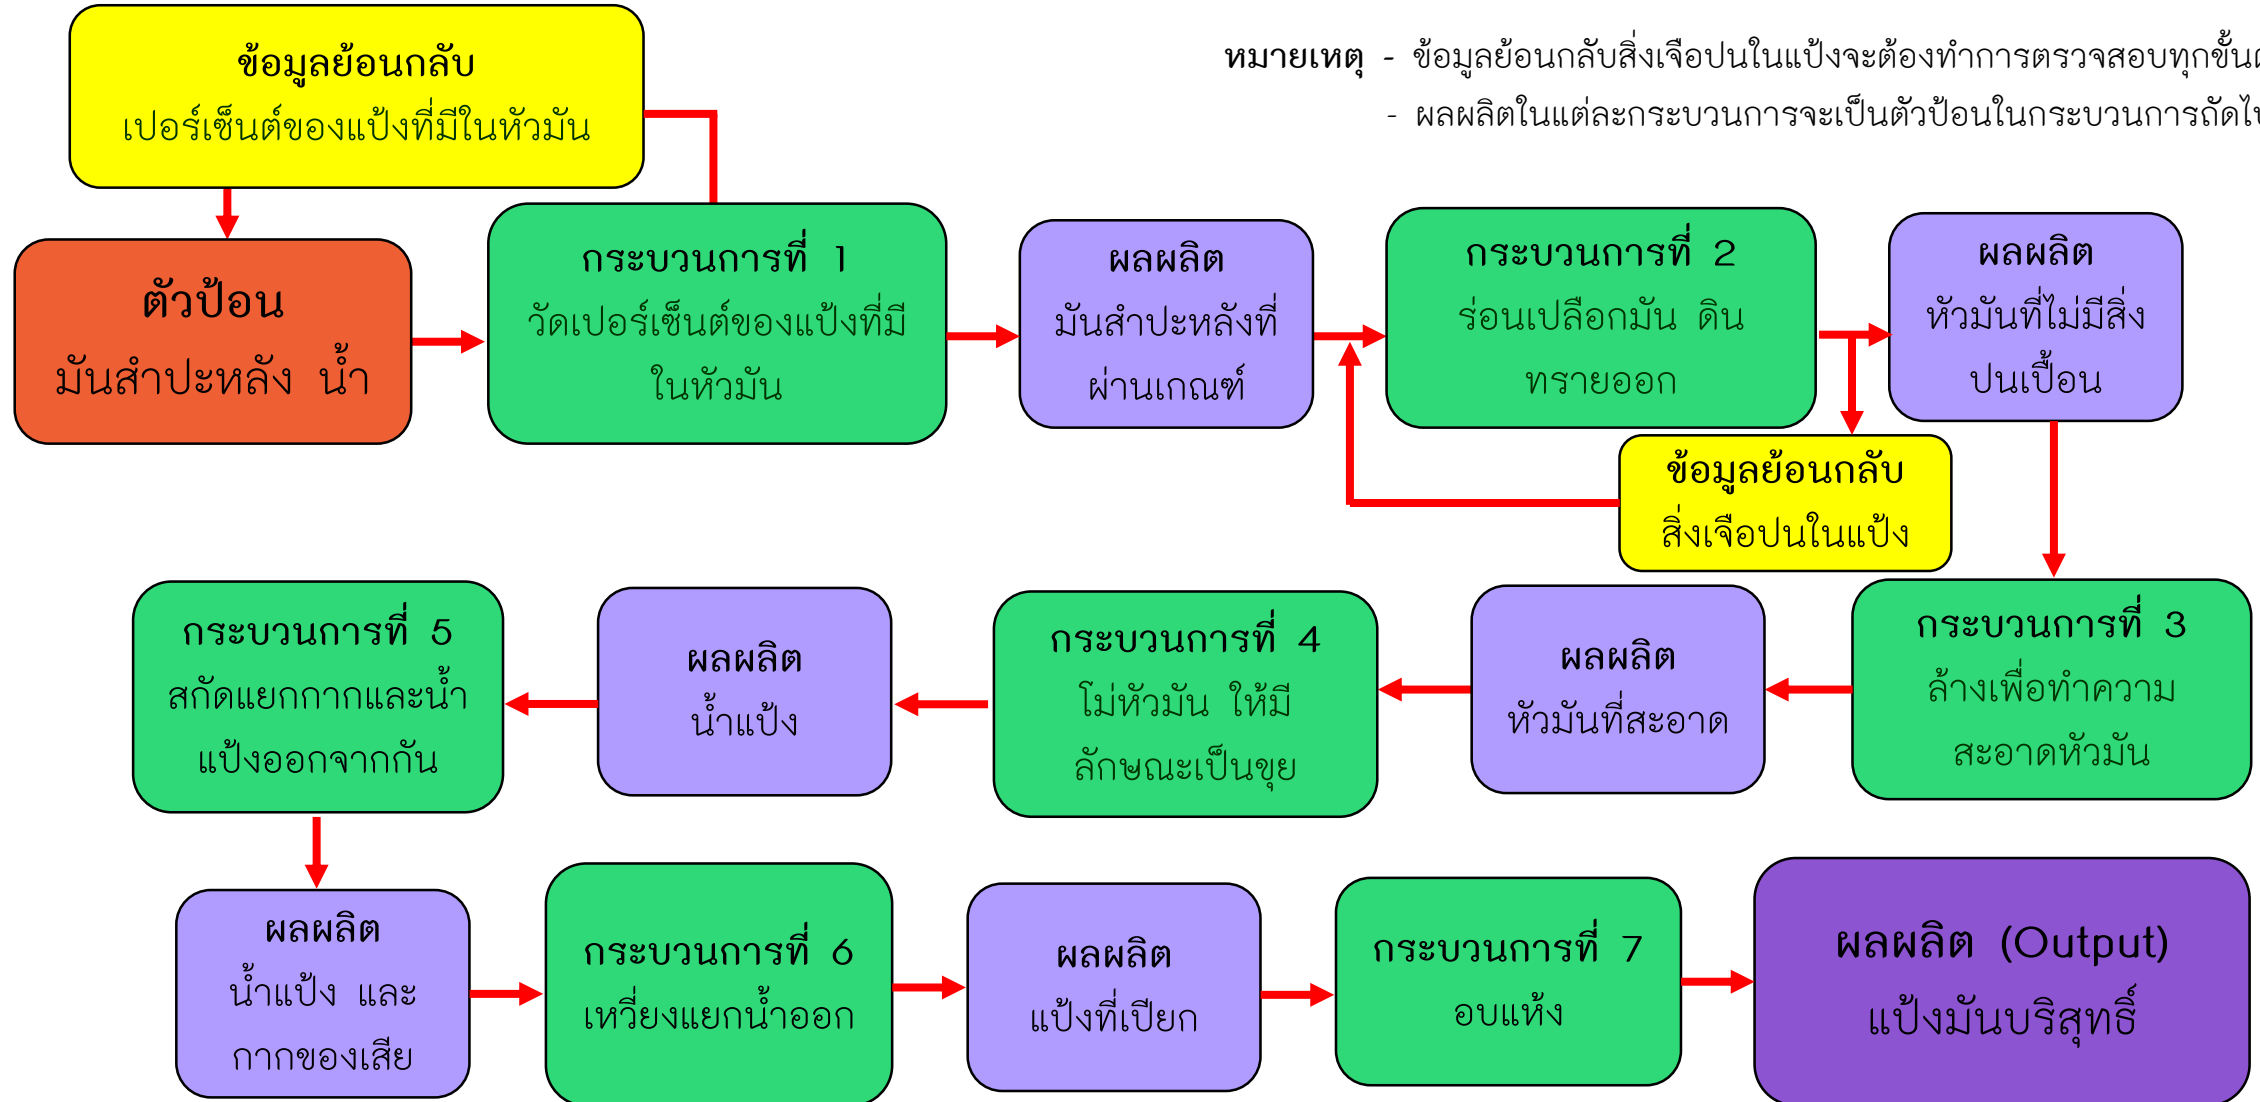 ข้อมูลย้อนกลับ
เปอร์เซ็นต์ของแป้งที่มีในหัวมัน
หมายเหตุ - ข้อมูลย้อนกลับสิ่งเจือปนในแป้งจะต้องทำการตรวจสอบทุกขั้น
- ผลผลิตในแต่ละกระบวนการจะเป็นตัวป้อนในกระบวนการถัดไป
ตัวป้อน
มันสำปะหลัง น้ำ
กระบวนการที่ 1
วัดเปอร์เซ็นต์ของแป้งที่มี
ในหัวมัน
ผลผลิต
มันสำปะหลังที่
ผ่านเกณฑ์
กระบวนการที่ 2
ร่อนเปลือกมัน ดิน
ทรายออก
ผลผลิต
หัวมันที่ไม่มีสิ่ง
ปนเปื้อน
ข้อมูลย้อนกลับ
สิ่งเจือปนในแป้ง
กระบวนการที่ 3
ล้างเพื่อทำความ
สะอาดหัวมัน
ผลผลิต
หัวมันที่สะอาด
กระบวนการที่ 4
โม่หัวมัน ให้มี
ลักษณะเป็นขุย
ผลผลิต
น้ำแป้ง
กระบวนการที่ 5
สกัดแยกกากและน้ำ
แป้งออกจากกัน
ผลผลิต
น้ำแป้ง และ
กากของเสีย
กระบวนการที่ 6
เหวี่ยงแยกน้ำออก
ผลผลิต
แป้งที่เปียก
กระบวนการที่ 7
อบแห้ง
ผลผลิต (Output)
แป้งมันบริสุทธิ์